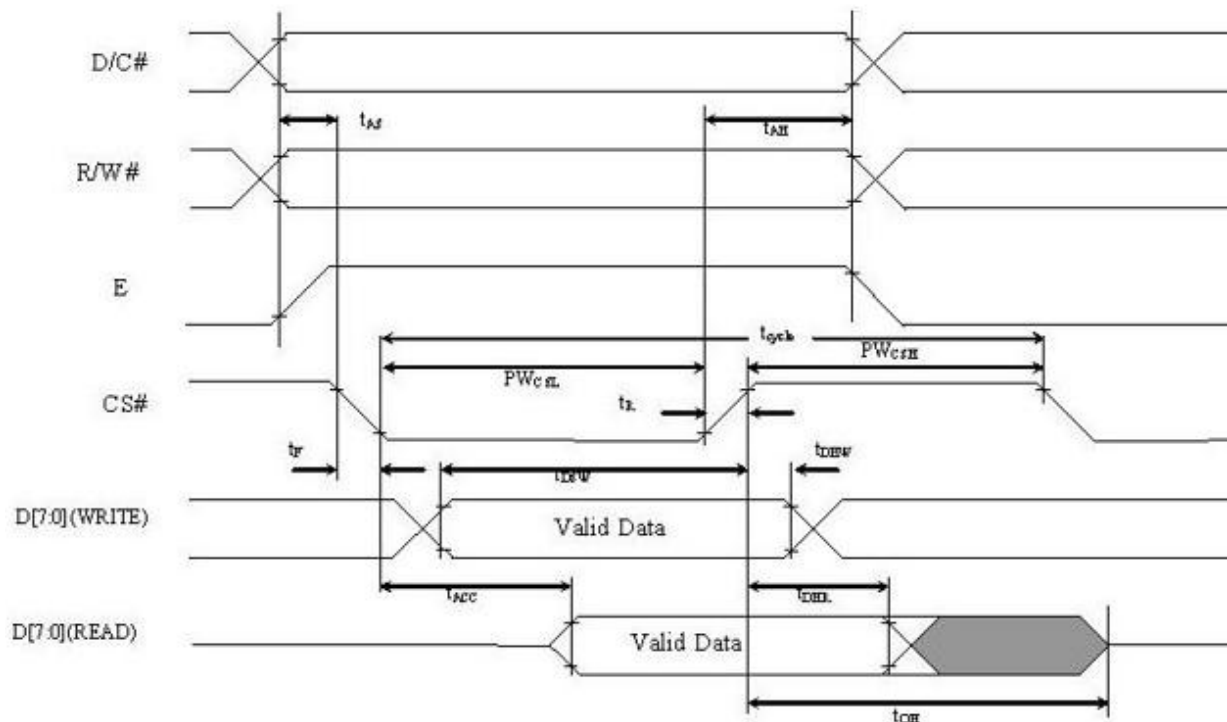 D/C#
tAS
tAH
R/W#
E
tcycle
PWCSL
PWCSH
CS#
tR
tF
tDSW
tDHW
D[7:0](WRITE)
Valid Data
tACC
tDHR
D[7:0](READ)
Valid Data
tOH